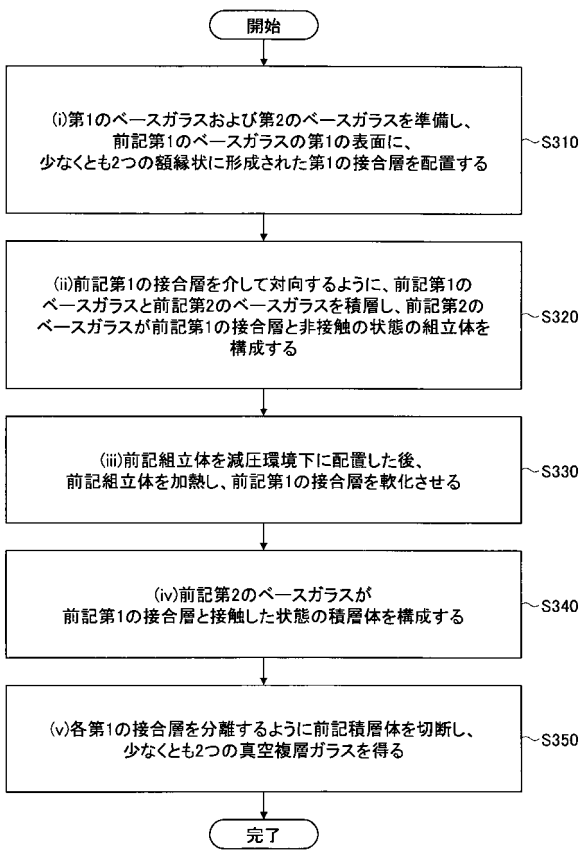 開始
(i)第1のベースガラスおよび第2のベースガラスを準備し、
前記第1のベースガラスの第1の表面に、
少なくとも2つの額縁状に形成された第1の接合層を配置する
S310
(ii)前記第1の接合層を介して対向するように、前記第1の
ベースガラスと前記第2のベースガラスを積層し、前記第2の
ベースガラスが前記第1の接合層と非接触の状態の組立体を
構成する
S320
(iii)前記組立体を減圧環境下に配置した後、
前記組立体を加熱し、前記第1の接合層を軟化させる
S330
(iv)前記第2のベースガラスが
前記第1の接合層と接触した状態の積層体を構成する
S340
(v)各第1の接合層を分離するように前記積層体を切断し、
少なくとも2つの真空複層ガラスを得る
S350
完了